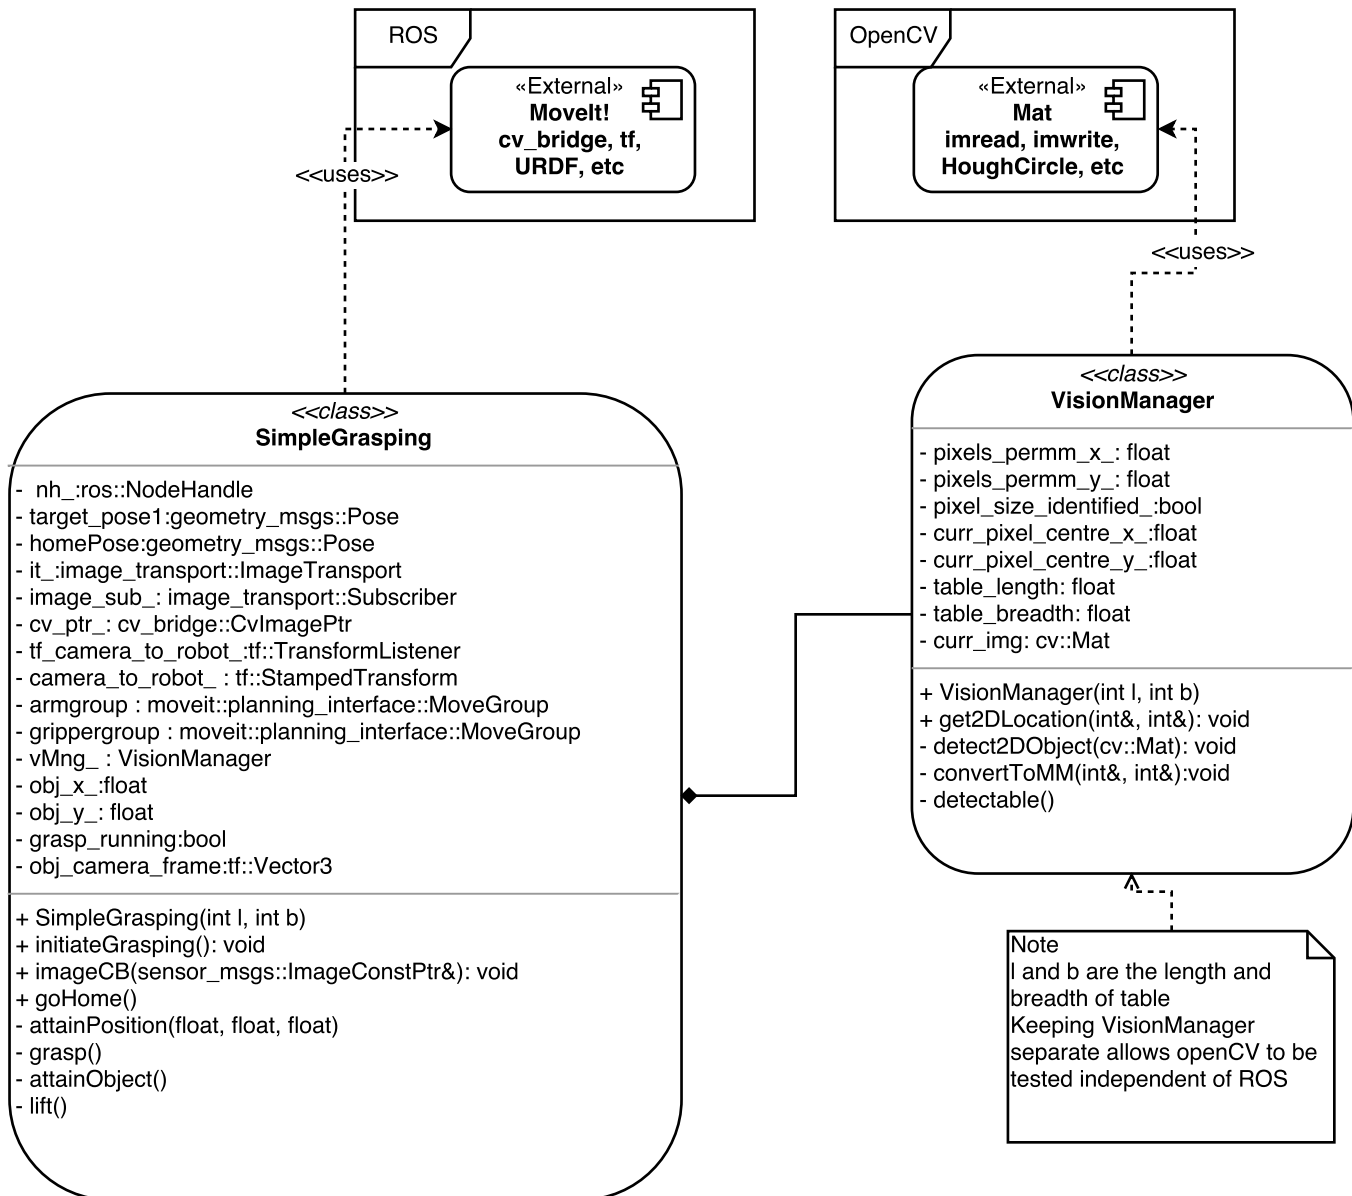 ROS
«External»
MoveIt!
cv_bridge, tf,
URDF, etc
<<uses>>
OpenCV
«External»
Mat
imread, imwrite,
HoughCircle, etc
<<uses>>
<<class>>
SimpleGrasping
- nh_:ros::NodeHandle
- target_pose1:geometry_msgs::Pose
- homePose:geometry_msgs::Pose
- it_:image_transport::ImageTransport
- image_sub_: image_transport::Subscriber
- cv_ptr_: cv_bridge::CvImagePtr
- tf_camera_to_robot_:tf::TransformListener
- camera_to_robot_ : tf::StampedTransform
- armgroup : moveit::planning_interface::MoveGroup
- grippergroup : moveit::planning_interface::MoveGroup
- vMng_ : VisionManager
- obj_x_:float
- obj_y_: float
- grasp_running:bool
- obj_camera_frame:tf::Vector3
+ SimpleGrasping(int l, int b)
+ initiateGrasping(): void
+ imageCB(sensor_msgs::ImageConstPtr&): void
+ goHome()
- attainPosition(float, float, float)
- grasp()
- attainObject()
- lift()
<<class>>
VisionManager
- pixels_permm_x_: float
- pixels_permm_y_: float
- pixel_size_identified_:bool
- curr_pixel_centre_x_:float
- curr_pixel_centre_y_:float
- table_length: float
- table_breadth: float
- curr_img: cv::Mat
+ VisionManager(int l, int b)
+ get2DLocation(int&, int&): void
- detect2DObject(cv::Mat): void
- convertToMM(int&, int&):void
- detectable()
Note
l and b are the length and
breadth of table
Keeping VisionManager
separate allows openCV to be
tested independent of ROS